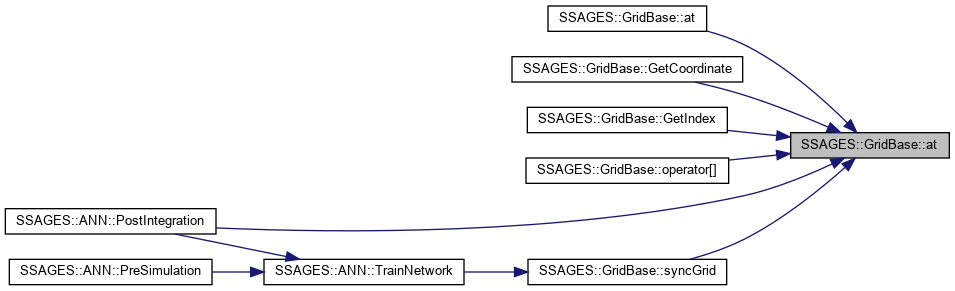 SSAGES::GridBase::at
SSAGES::GridBase::GetCoordinate
SSAGES::GridBase::GetIndex
SSAGES::GridBase::at
SSAGES::GridBase::operator[]
SSAGES::ANN::PostIntegration
SSAGES::ANN::PreSimulation
SSAGES::ANN::TrainNetwork
SSAGES::GridBase::syncGrid